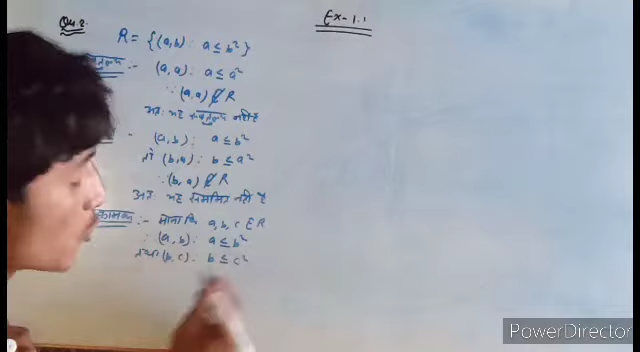 Qu.2.
Ex-1.1
R = {(a,b) : a ≤ b²}
:- (a,a) : a ≤ a²
∵ (a,a) ∉ R
अतः यह स्वतुल्य नहीं है
:- (a,b) : a ≤ b²
तो (b,a) : b ≤ a²
∵ (b,a) ∉ R
अतः यह सममित नहीं है
:- माना कि a, b, c ∈ R
∵ (a,b) : a ≤ b²
तथा (b,c) : b ≤ c²
PowerDirector